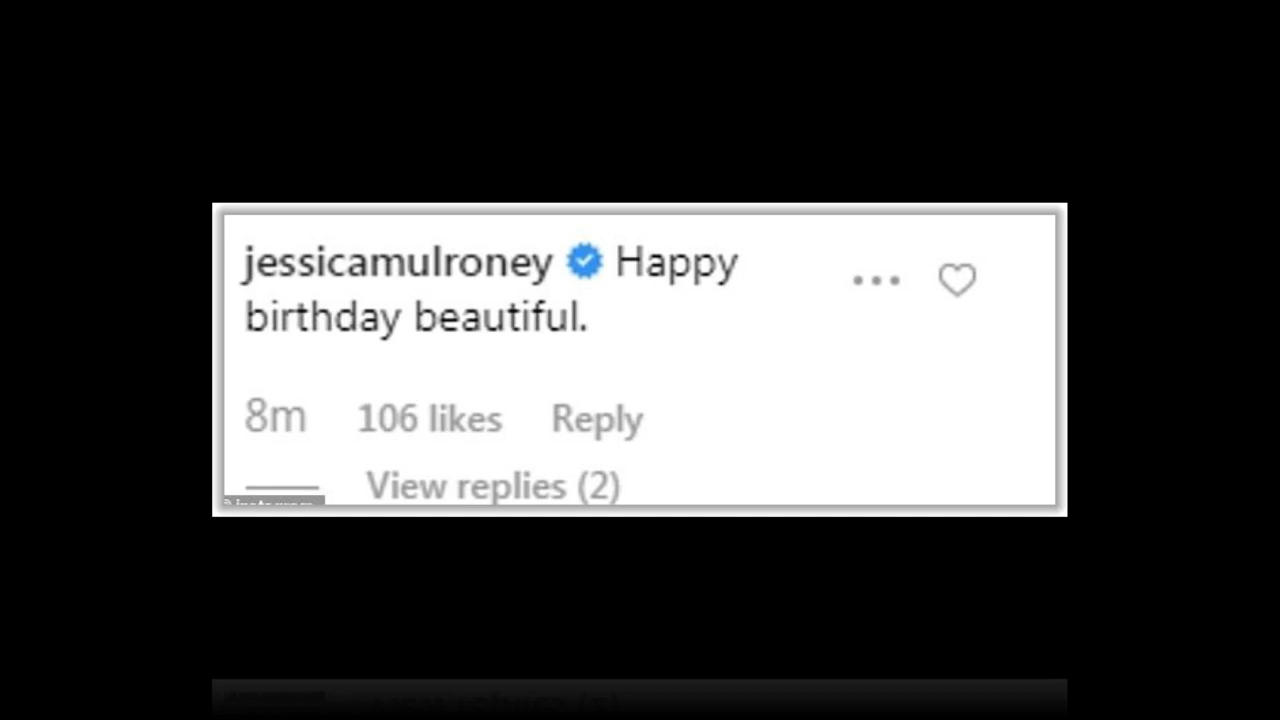 jessicamulroney Happy
birthday beautiful.
8m 106 likes Reply
View replies (2)